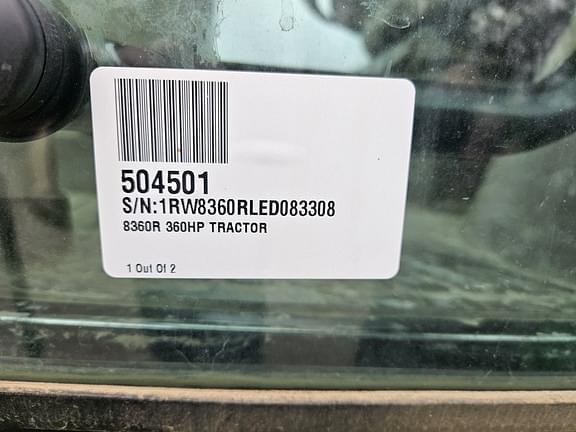 504501
S/N:1RW8360RLED083308
8360R 360HP TRACTOR
1 Out Of 2